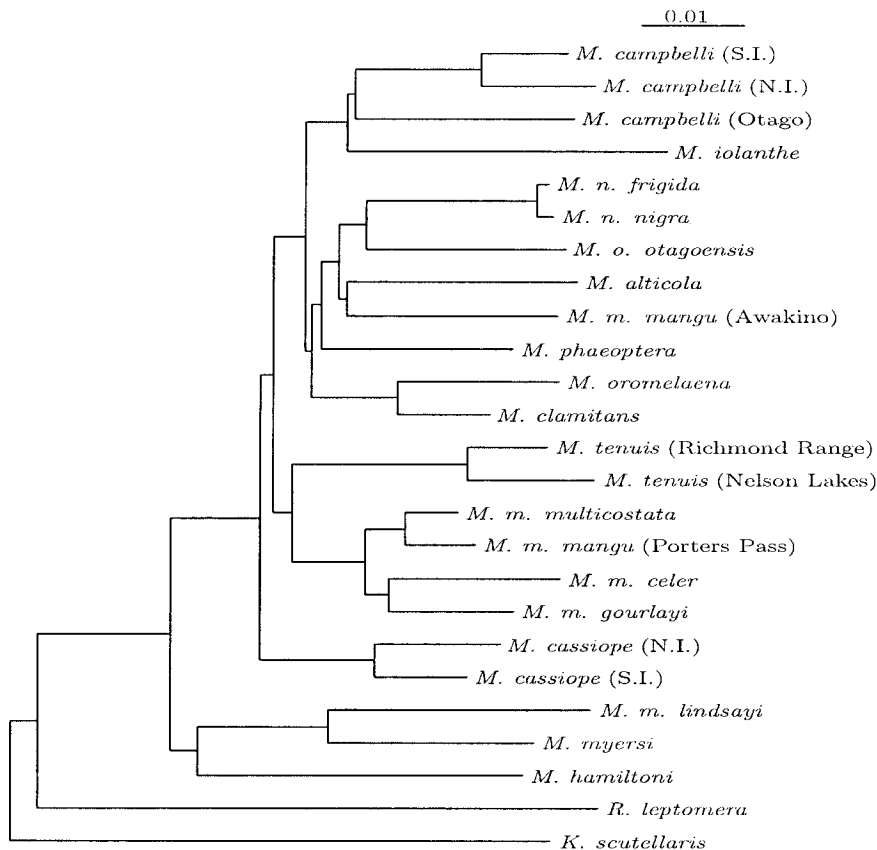 0.01
M. campbelli (S.I.)
M. campbelli (N.I.)
M. campbelli (Otago)
M. iolanthe
M. n. frigida
M. n. nigra
M. o. otagoensis
M. alticola
M. m. mangu (Awakino)
M. phaeoptera
M. oromelaena
M. clamitans
M. tenuis (Richmond Range)
M. tenuis (Nelson Lakes)
M. m. multicostata
M. m. mangu (Porters Pass)
M. m. celer
M. m. gourlayi
M. cassiope (N.I.)
M. cassiope (S.I.)
M. m. lindsayi
M. myersi
M. hamiltoni
R. leptomera
K. scutellaris